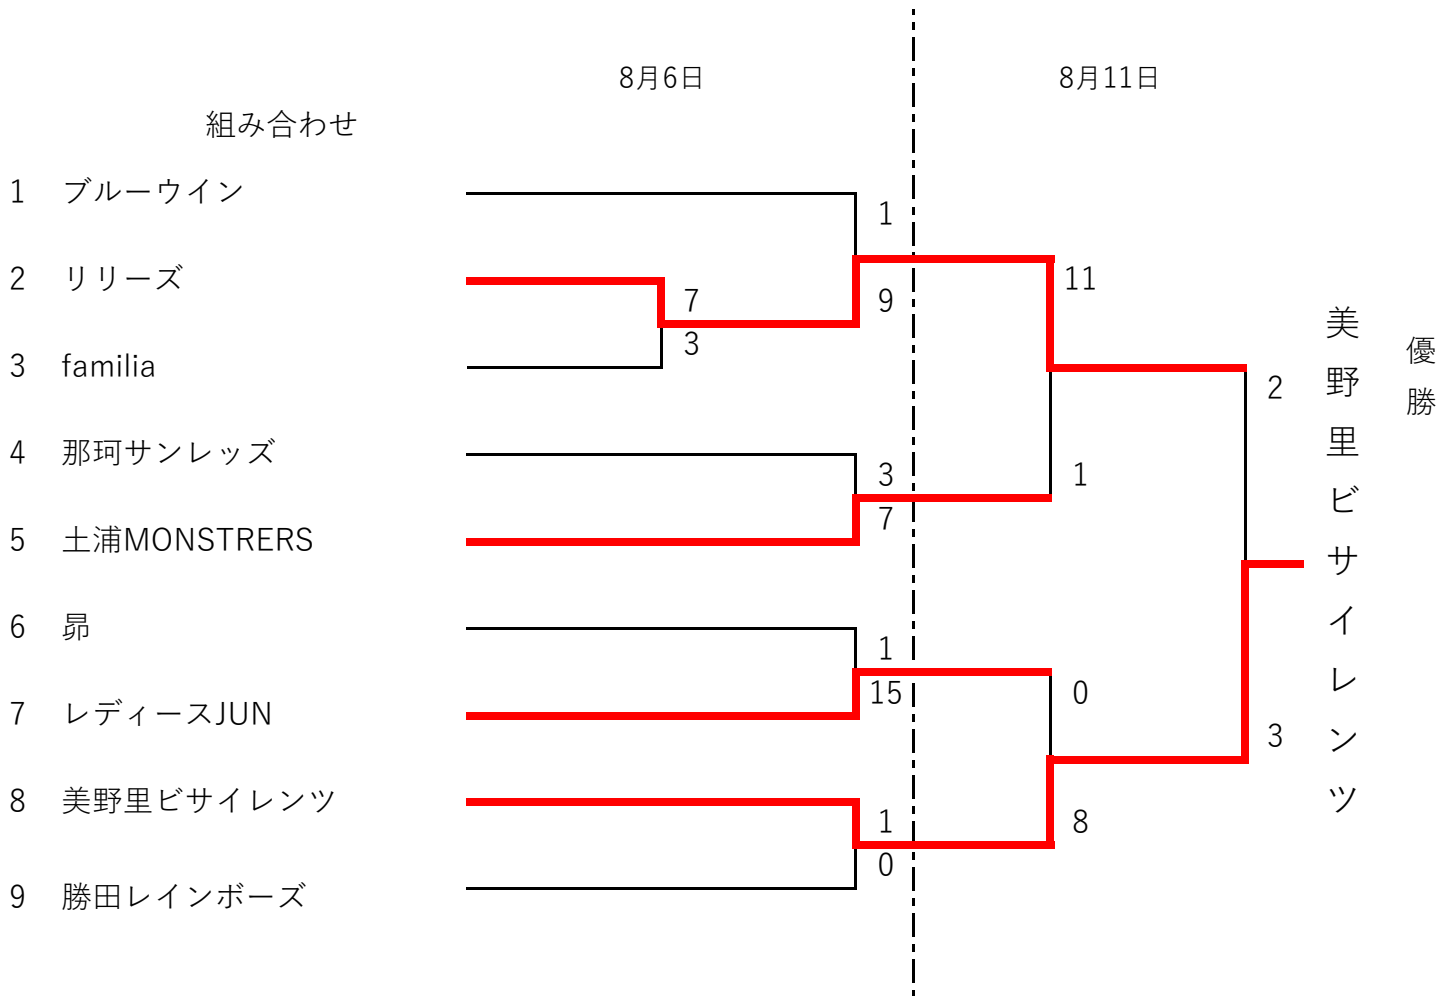 8月6日
8月11日
組み合わせ
1 ブルーウイン
1
2 リリーズ
7
9
11
3 familia
3
2
4 那珂サンレッズ
3
1
7
5 土浦MONSTRERS
6 昴
1
15
0
7 レディースJUN
3
8 美野里ビサイレンツ
1
8
0
9 勝田レインボーズ
美野里ビサイレンツ
優勝